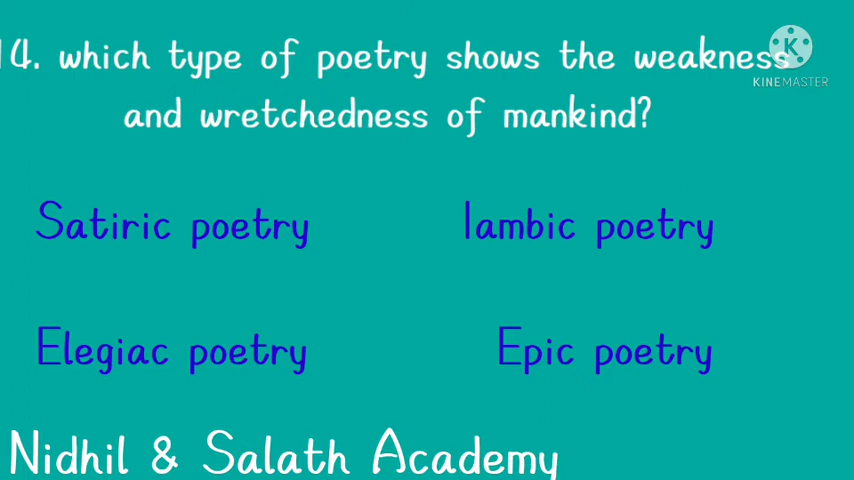 14. which type of poetry shows the weakness
and wretchedness of mankind?
KINEMASTER
Satiric poetry Iambic poetry
Elegiac poetry Epic poetry
Nidhil & Salath Academy